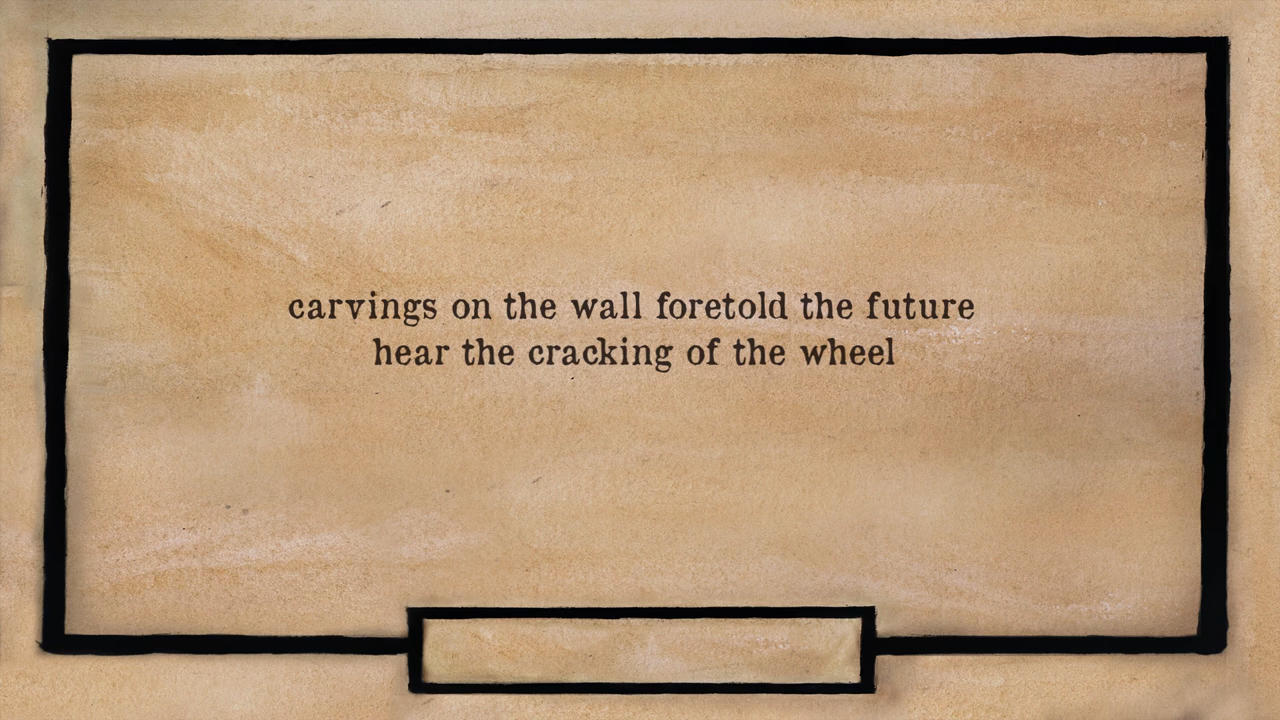 carvings on the wall foretold the future
hear the cracking of the wheel